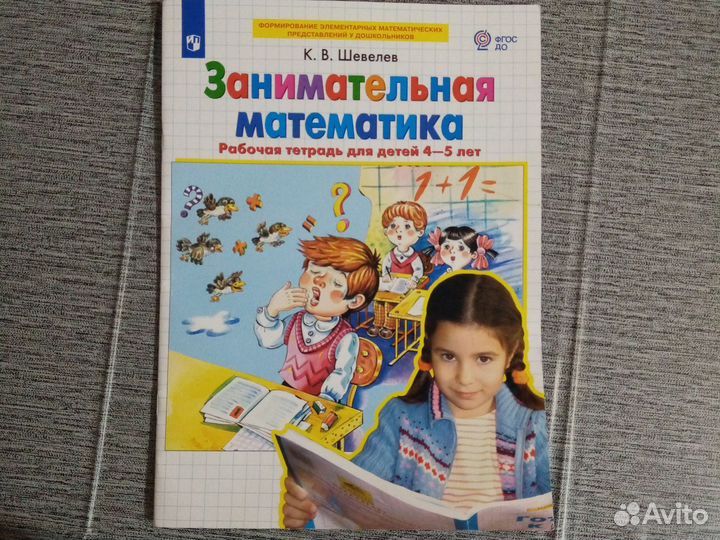 ФОРМИРОВАНИЕ ЭЛЕМЕНТАРНЫХ МАТЕМАТИЧЕСКИХ
ПРЕДСТАВЛЕНИЙ У ДОШКОЛЬНИКОВ
ФГОС
ДО
К. В. Шевелев
Занимательная
математика
Рабочая тетрадь для детей 4—5 лет
?
+
1+1=
?
=
Avito